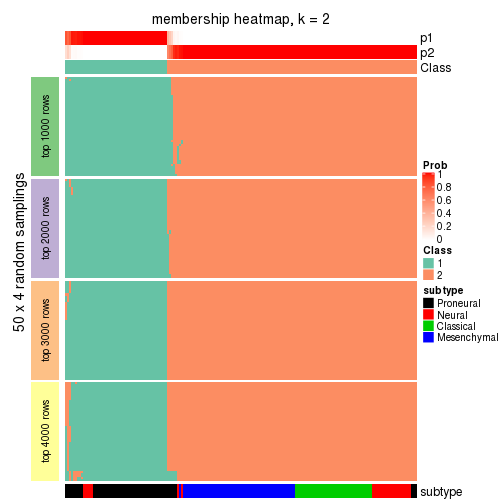 membership heatmap, k = 2
p1
p2
Class
50 x 4 random samplings
top 1000 rows
top 2000 rows
top 3000 rows
top 4000 rows
Prob
1
0.8
0.6
0.4
0.2
0
Class
1
2
subtype
Proneural
Neural
Classical
Mesenchymal
subtype